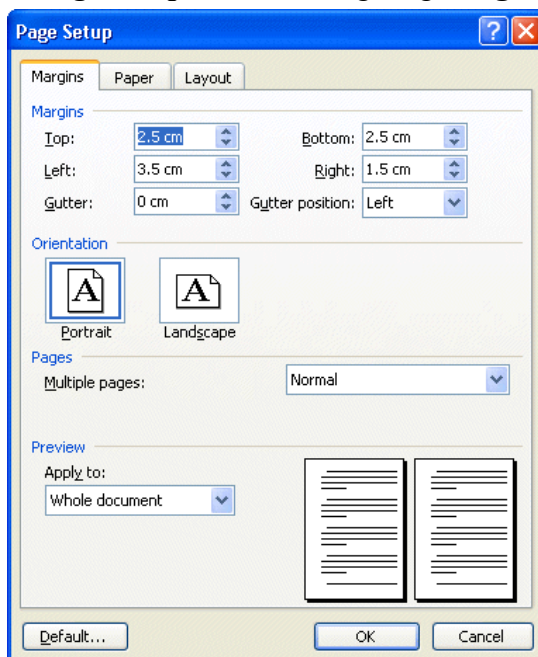 Page Setup
Margins Paper Layout
Margins
Top: 2.5 cm Bottom: 2.5 cm
Left: 3.5 cm Right: 1.5 cm
Gutter: 0 cm Gutter position: Left
Orientation
A A
Portrait Landscape
Pages
Multiple pages: Normal
Preview
Apply to:
Whole document
Default... OK Cancel